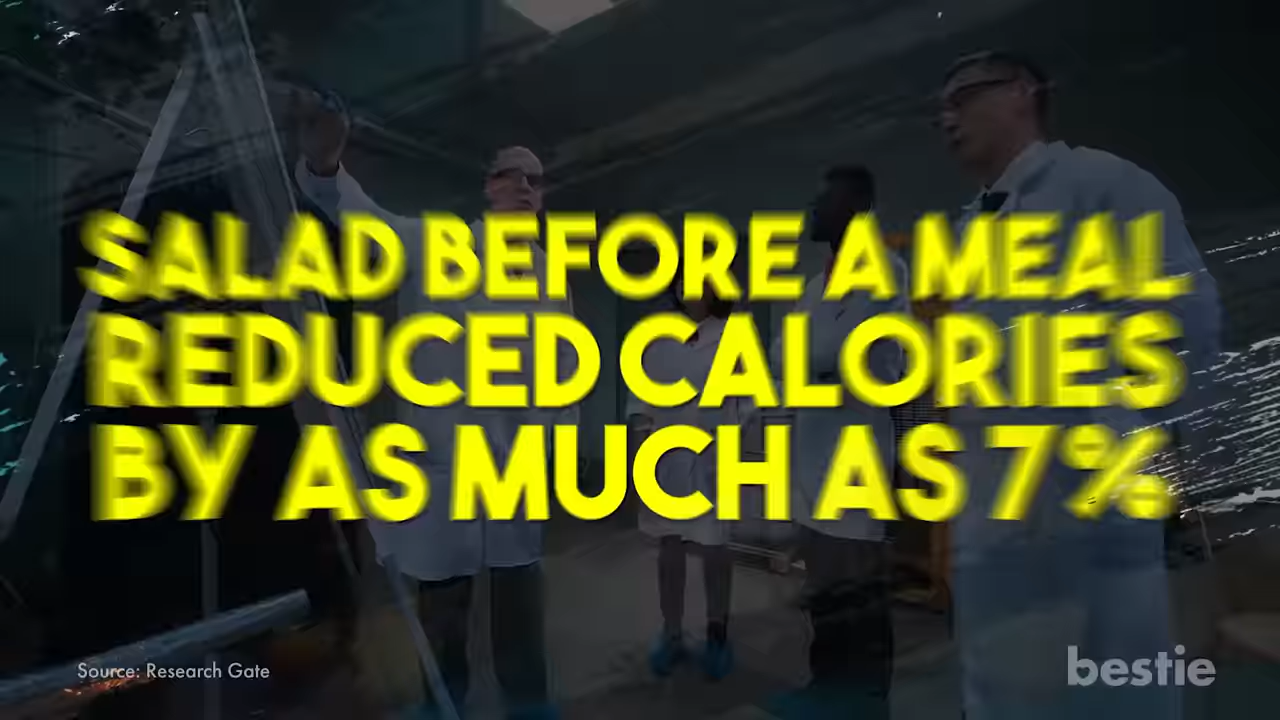 SALAD BEFORE A MEAL
REDUCED CALORIES
BY AS MUCH AS 7%
Source: Research Gate
bestie